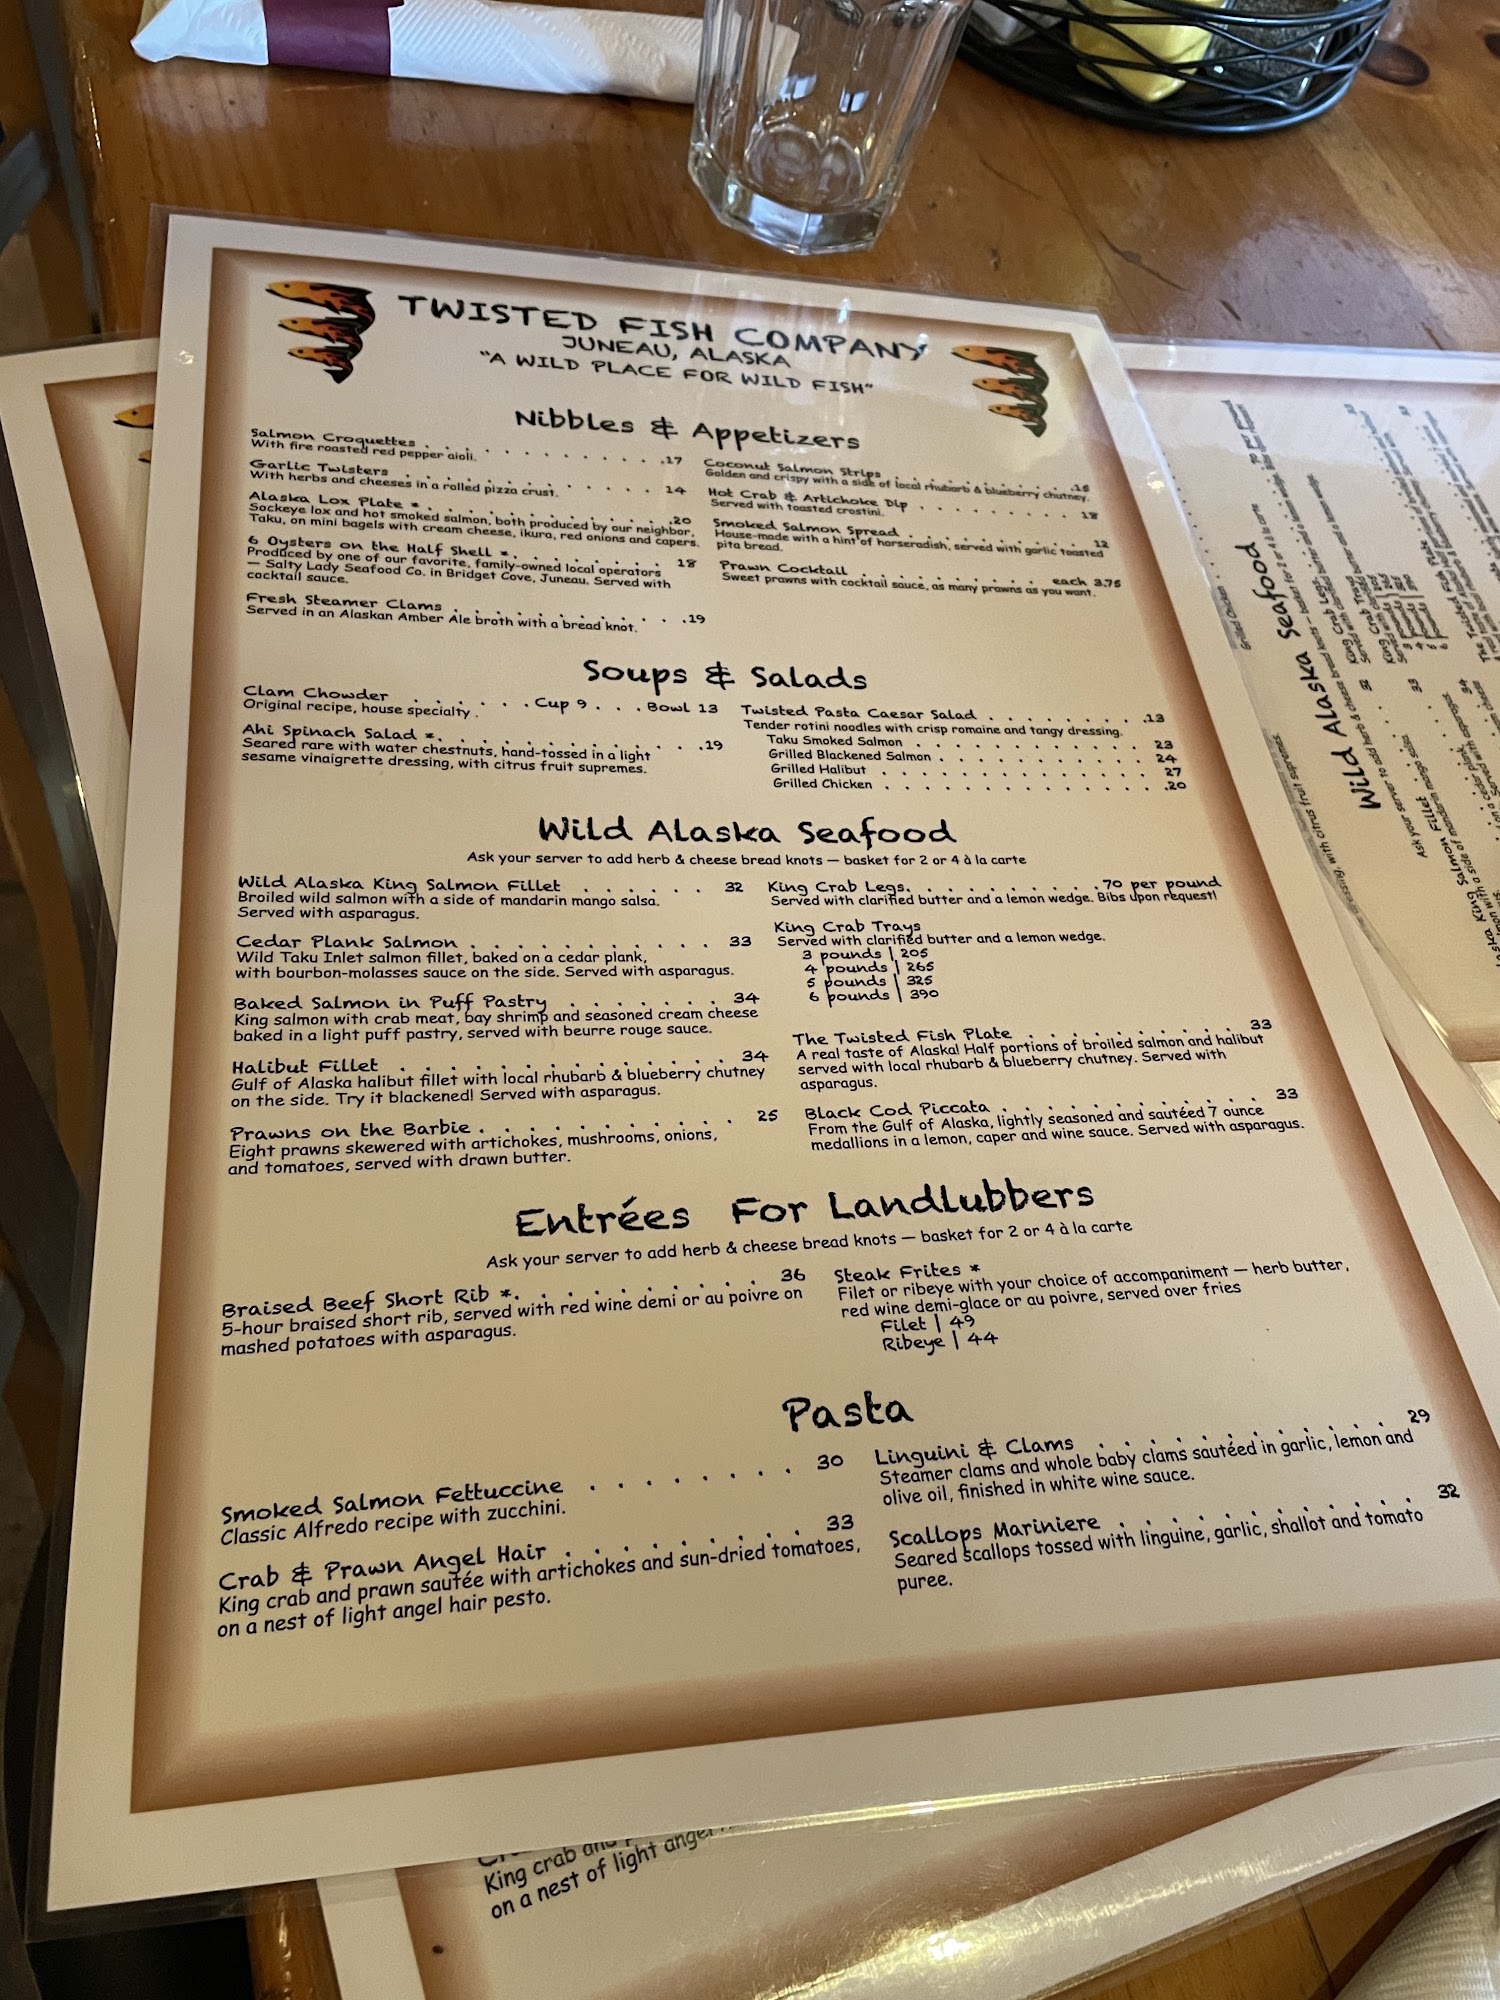 TWISTED FISH COMPANY
JUNEAU, ALASKA
"A WILD PLACE FOR WILD FISH"
Nibbles & Appetizers
Salmon Croquettes . . . . . . . . . . .17
With fire roasted red pepper aioli.
Garlic Twisters . . . . . . . . . . . 14
With herbs and cheeses in a rolled pizza crust.
Alaska Lox Plate * . . . . . . . . . . .20
Sockeye lox and hot smoked salmon, both produced by our neighbor,
Taku, on mini bagels with cream cheese, ikura, red onions and capers.
6 Oysters on the Half Shell * . . . . . . . 18
Produced by one of our favorite, family-owned local operators
— Salty Lady Seafood Co. in Bridget Cove, Juneau. Served with
cocktail sauce.
Fresh Steamer Clams . . . . . . . . . .19
Served in an Alaskan Amber Ale broth with a bread knot.
Coconut Salmon Strips . . . . . . . . .16
Golden and crispy with a side of local rhubarb & blueberry chutney.
Hot Crab & Artichoke Dip . . . . . . . . 18
Served with toasted crostini.
Smoked Salmon Spread . . . . . . . . . 12
House-made with a hint of horseradish, served with garlic toasted
pita bread.
Prawn Cocktail . . . . . . . . . each 3.75
Sweet prawns with cocktail sauce, as many prawns as you want.
Soups & Salads
Clam Chowder . . . . . Cup 9 . . . Bowl 13
Original recipe, house specialty .
Ahi Spinach Salad * . . . . . . . . . . .19
Seared rare with water chestnuts, hand-tossed in a light
sesame vinaigrette dressing, with citrus fruit supremes.
Twisted Pasta Caesar Salad . . . . . . . .13
Tender rotini noodles with crisp romaine and tangy dressing.
Taku Smoked Salmon . . . . . . . . . . 23
Grilled Blackened Salmon . . . . . . . . . 24
Grilled Halibut . . . . . . . . . . . . 27
Grilled Chicken . . . . . . . . . . . .20
Wild Alaska Seafood
Ask your server to add herb & cheese bread knots — basket for 2 or 4 à la carte
Wild Alaska King Salmon Fillet . . . . . . 32
Broiled wild salmon with a side of mandarin mango salsa.
Served with asparagus.
Cedar Plank Salmon . . . . . . . . . . 33
Wild Taku Inlet salmon fillet, baked on a cedar plank,
with bourbon-molasses sauce on the side. Served with asparagus.
Baked Salmon in Puff Pastry . . . . . . . 34
King salmon with crab meat, bay shrimp and seasoned cream cheese
baked in a light puff pastry, served with beurre rouge sauce.
Halibut Fillet . . . . . . . . . . . . 34
Gulf of Alaska halibut fillet with local rhubarb & blueberry chutney
on the side. Try it blackened! Served with asparagus.
Prawns on the Barbie . . . . . . . . . . 25
Eight prawns skewered with artichokes, mushrooms, onions,
and tomatoes, served with drawn butter.
King Crab Legs. . . . . . . . .70 per pound
Served with clarified butter and a lemon wedge. Bibs upon request!
King Crab Trays
Served with clarified butter and a lemon wedge.
3 pounds | 205
4 pounds | 265
5 pounds | 325
6 pounds | 390
The Twisted Fish Plate . . . . . . . . . 33
A real taste of Alaska! Half portions of broiled salmon and halibut
served with local rhubarb & blueberry chutney. Served with
asparagus.
Black Cod Piccata . . . . . . . . . . . 33
From the Gulf of Alaska, lightly seasoned and sautéed 7 ounce
medallions in a lemon, caper and wine sauce. Served with asparagus.
Entrées For Landlubbers
Ask your server to add herb & cheese bread knots — basket for 2 or 4 à la carte
Braised Beef Short Rib *. . . . . . . . . 36
5-hour braised short rib, served with red wine demi or au poivre on
mashed potatoes with asparagus.
Steak Frites *
Filet or ribeye with your choice of accompaniment — herb butter,
red wine demi-glace or au poivre, served over fries
Filet | 49
Ribeye | 44
Pasta
Smoked Salmon Fettuccine . . . . . . . 30
Classic Alfredo recipe with zucchini.
Crab & Prawn Angel Hair . . . . . . . . 33
King crab and prawn sautée with artichokes and sun-dried tomatoes,
on a nest of light angel hair pesto.
Linguini & Clams . . . . . . . . . . . 29
Steamer clams and whole baby clams sautéed in garlic, lemon and
olive oil, finished in white wine sauce.
Scallops Mariniere . . . . . . . . . . . 32
Seared scallops tossed with linguine, garlic, shallot and tomato
puree.
King crab and
on a nest of light angel
Wild Alaska Seafood